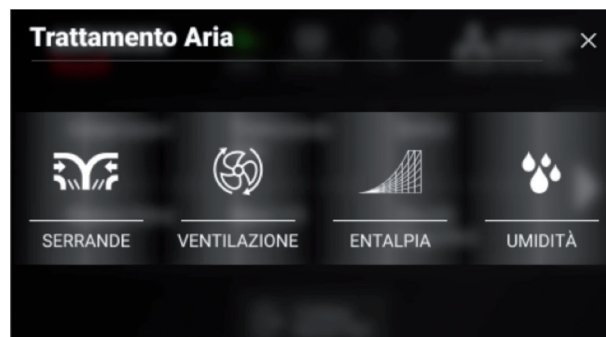 Trattamento Aria
SERRANDE
VENTILAZIONE
ENTALPIA
UMIDITÀ